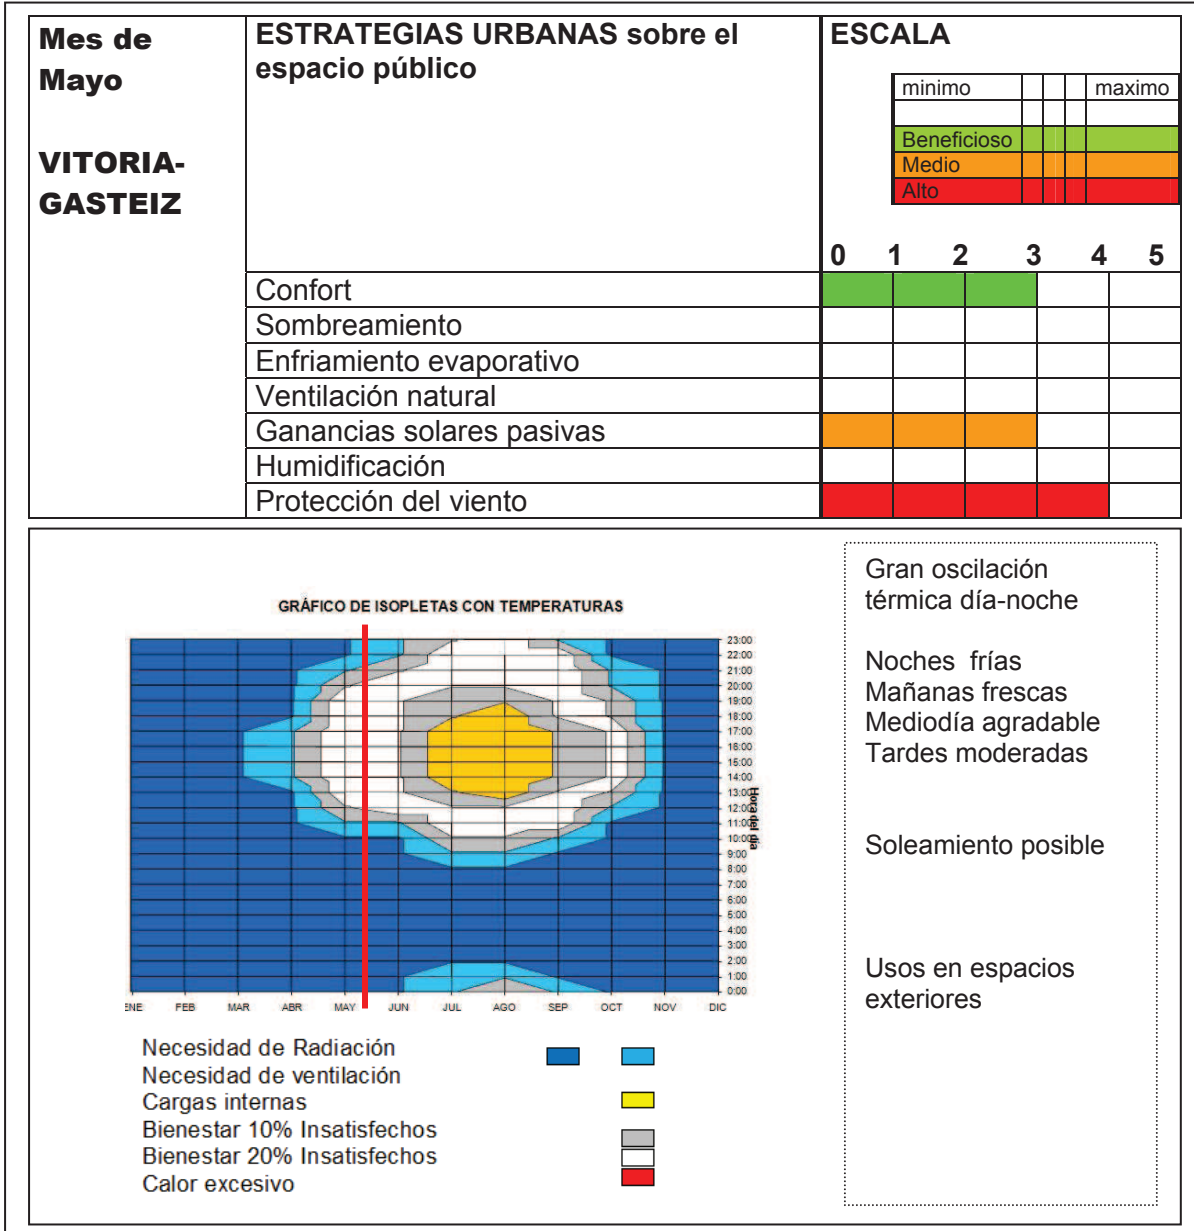 Mes de
Mayo
VITORIA-
GASTEIZ
ESTRATEGIAS URBANAS sobre el
espacio público
ESCALA
minimo maximo
Beneficioso
Medio
Alto
0 1 2 3 4 5
Confort
Sombreamiento
Enfriamiento evaporativo
Ventilación natural
Ganancias solares pasivas
Humidificación
Protección del viento
GRÁFICO DE ISOPLETAS CON TEMPERATURAS
23:00
22:00
21:00
20:00
19:00
18:00
17:00
16:00
15:00
14:00
13:00
12:00
11:00
10:00
9:00
8:00
7:00
6:00
5:00
4:00
3:00
2:00
1:00
0:00
Hora del día
ENE FEB MAR ABR MAY JUN JUL AGO SEP OCT NOV DIC
Necesidad de Radiación
Necesidad de ventilación
Cargas internas
Bienestar 10% Insatisfechos
Bienestar 20% Insatisfechos
Calor excesivo
Gran oscilación
térmica día-noche
Noches frías
Mañanas frescas
Mediodía agradable
Tardes moderadas
Soleamiento posible
Usos en espacios
exteriores